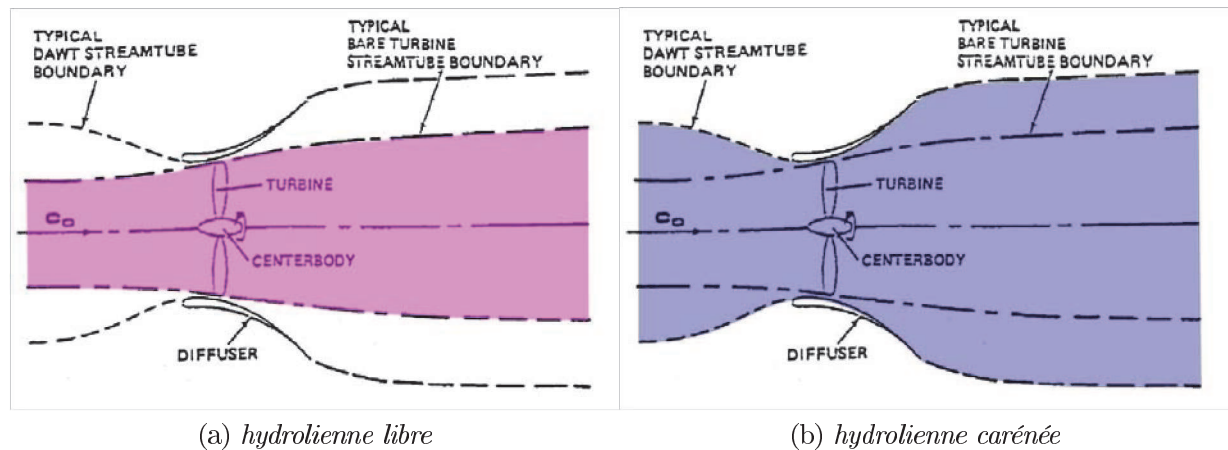 TYPICAL
DAWT STREAMTUBE
BOUNDARY
TYPICAL
BARE TURBINE
STREAMTUBE BOUNDARY
TURBINE
C₀
CENTERBODY
DIFFUSER
(a) hydrolienne libre
TYPICAL
DAWT STREAMTUBE
BOUNDARY
TYPICAL
BARE TURBINE
STREAMTUBE BOUNDARY
TURBINE
C₀
CENTERBODY
DIFFUSER
(b) hydrolienne carénée